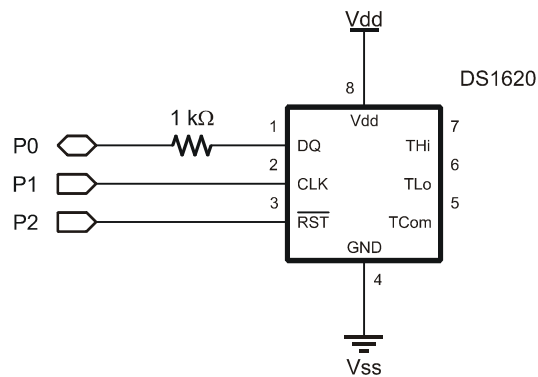 Vdd
DS1620
8
1 kΩ
1
Vdd
7
P0
DQ
THi
2
6
P1
CLK
TLo
3
5
P2
RST
TCom
GND
4
Vss